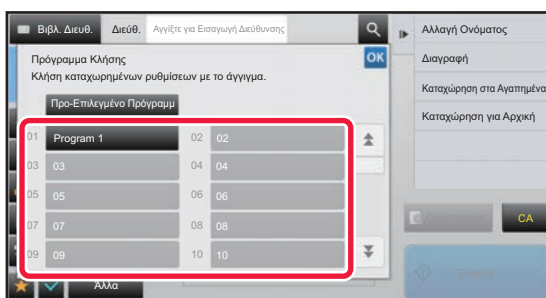 Βιβλ. Διευθ.
Διεύθ.
Αγγίξτε για Εισαγωγή Διεύθυνσης
Αλλαγή Ονόματος
Πρόγραμμα Κλήσης
OK
Διαγραφή
Κλήση καταχωρημένων ρυθμίσεων με το άγγιγμα.
Καταχώρηση στα Αγαπημένα
Προ-Επιλεγμένο Πρόγραμμ
Καταχώρηση για Αρχική
01 Program 1 02 02
03 03 04 04
05 05 06 06
07 07 08 08
CA
09 09 10 10
Άλλα